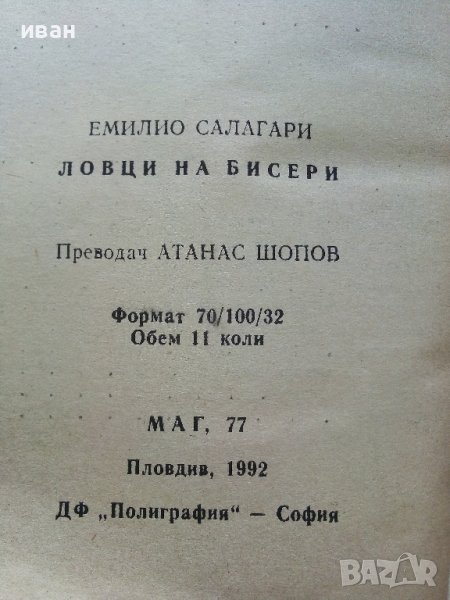 иван
ЕМИЛИО САЛАГАРИ
ЛОВЦИ НА БИСЕРИ
Преводач АТАНАС ШОПОВ
Формат 70/100/32
Обем 11 коли
МАГ, 77
Пловдив, 1992
ДФ „Полиграфия“ — София
BAZAR